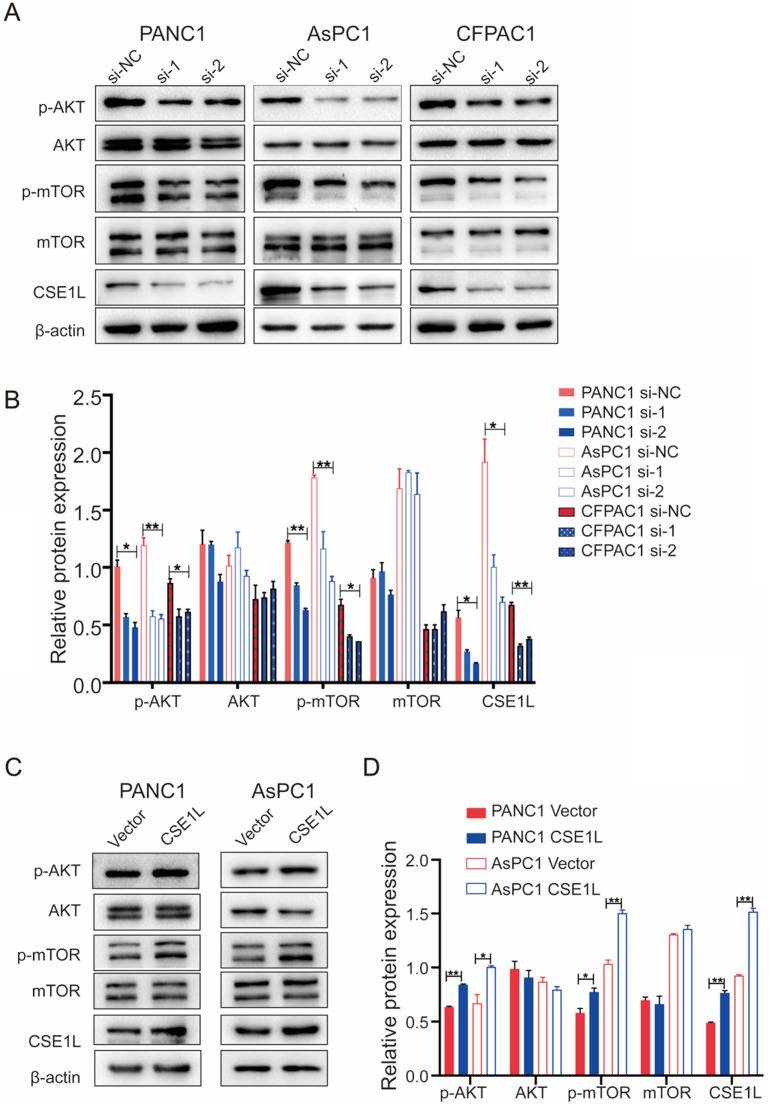 A
PANC1 AsPC1 CFPAC1
si-NC si-1 si-2 si-NC si-1 si-2 si-NC si-1 si-2
p-AKT
AKT
p-mTOR
mTOR
CSE1L
β-actin
B
Relative protein expression
2.5
2.0
1.5
1.0
0.5
0.0
* ** * ** ** * * * **
p-AKT AKT p-mTOR mTOR CSE1L
PANC1 si-NC
PANC1 si-1
PANC1 si-2
AsPC1 si-NC
AsPC1 si-1
AsPC1 si-2
CFPAC1 si-NC
CFPAC1 si-1
CFPAC1 si-2
C
PANC1 AsPC1
Vector CSE1L Vector CSE1L
p-AKT
AKT
p-mTOR
mTOR
CSE1L
β-actin
D
PANC1 Vector
PANC1 CSE1L
AsPC1 Vector
AsPC1 CSE1L
Relative protein expression
2.0
1.5
1.0
0.5
0.0
** * * ** ** **
p-AKT AKT p-mTOR mTOR CSE1L